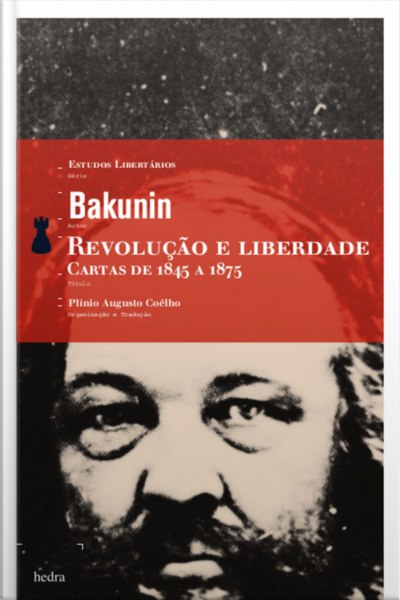 Estudos Libertários
Série
Bakunin
Autor
Revolução e liberdade
Cartas de 1845 a 1875
Título
Plínio Augusto Coêlho
Organização e Tradução
hedra